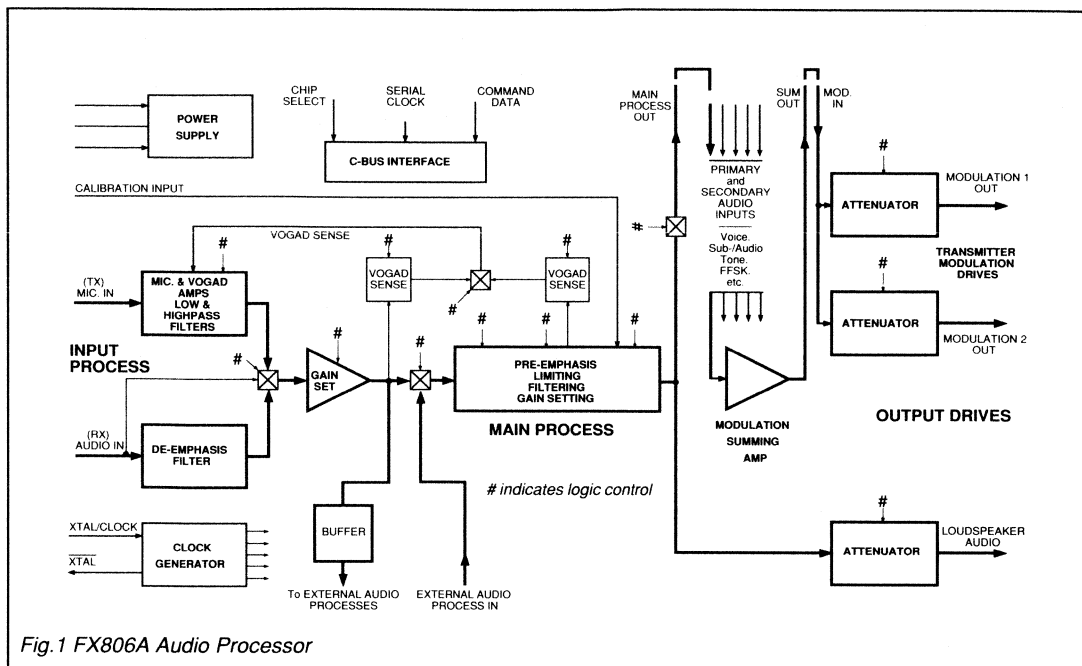 POWER
SUPPLY
CHIP
SELECT
SERIAL
CLOCK
COMMAND
DATA
C-BUS INTERFACE
CALIBRATION INPUT
VOGAD SENSE
#
#
VOGAD
SENSE
#
#
VOGAD
SENSE
(TX)
MIC. IN
MIC. & VOGAD
AMPS
LOW &
HIGHPASS
FILTERS
INPUT
PROCESS
#
#
GAIN
SET
#
#
#
#
#
PRE-EMPHASIS
LIMITING
FILTERING
GAIN SETTING
MAIN PROCESS
(RX)
AUDIO IN
DE-EMPHASIS
FILTER
# indicates logic control
XTAL/CLOCK
XTAL
CLOCK
GENERATOR
BUFFER
To EXTERNAL AUDIO
PROCESSES
EXTERNAL AUDIO
PROCESS IN
MAIN
PROCESS
OUT
#
PRIMARY
and
SECONDARY
AUDIO
INPUTS
Voice.
Sub-/Audio
Tone.
FFSK.
etc.
MODULATION
SUMMING
AMP
SUM
OUT
MOD.
IN
#
ATTENUATOR
MODULATION 1
OUT
TRANSMITTER
MODULATION DRIVES
#
ATTENUATOR
MODULATION 2
OUT
OUTPUT DRIVES
#
ATTENUATOR
LOUDSPEAKER
AUDIO
Fig.1 FX806A Audio Processor